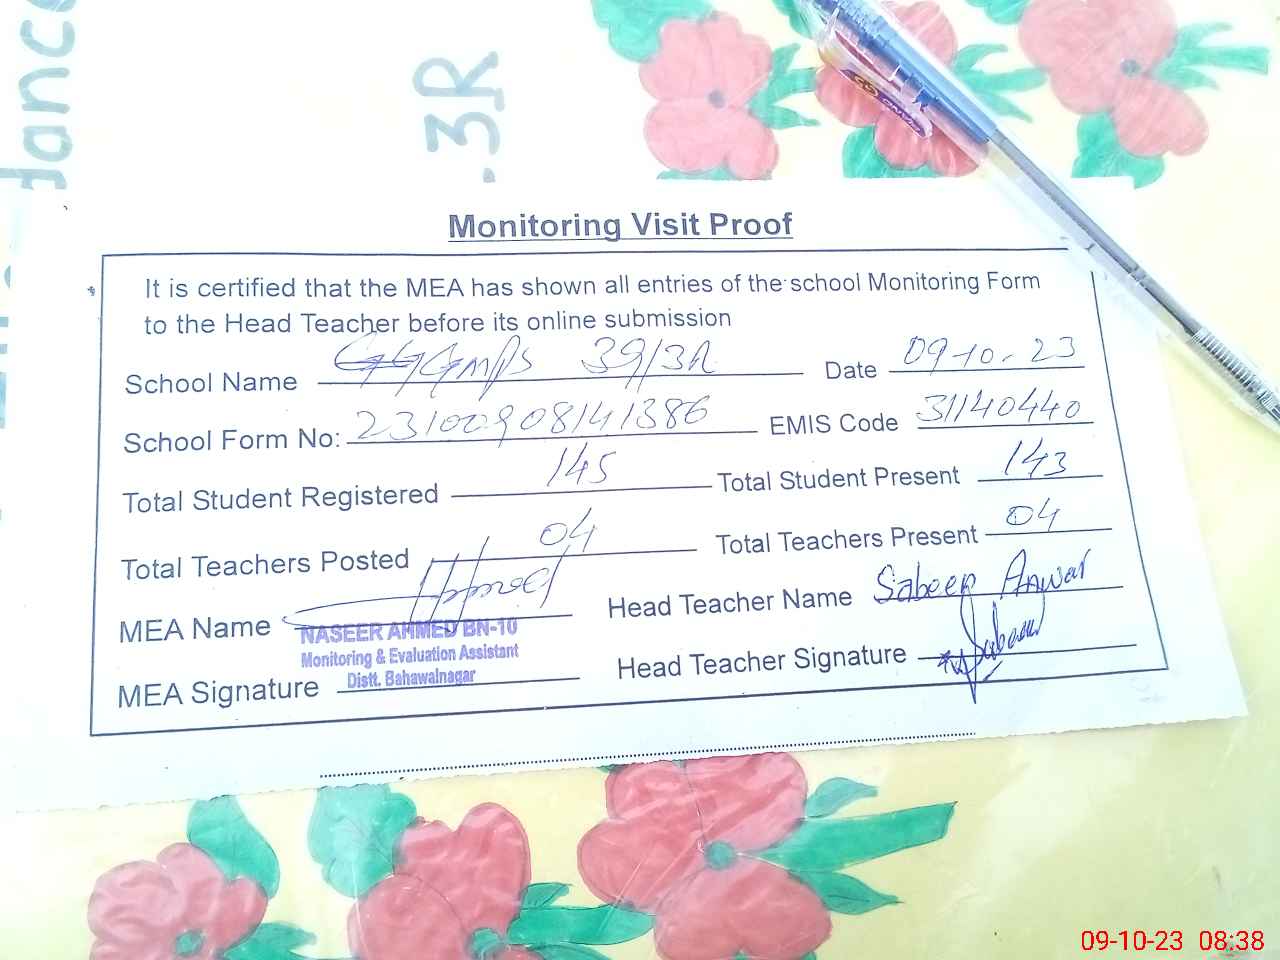 dance
.3R
Monitoring Visit Proof
It is certified that the MEA has shown all entries of the school Monitoring Form
to the Head Teacher before its online submission
School Name GGMPS 39/3R Date 09-10-23
School Form No: 23100908141386 EMIS Code 31140440
Total Student Registered 145 Total Student Present 143
Total Teachers Posted 04 Total Teachers Present 04
MEA Name Head Teacher Name Sabeen Anwar
NASEER AHMED BN-10
Monitoring & Evaluation Assistant
Distt. Bahawalnagar
MEA Signature Head Teacher Signature Sabeen
09-10-23 08:38